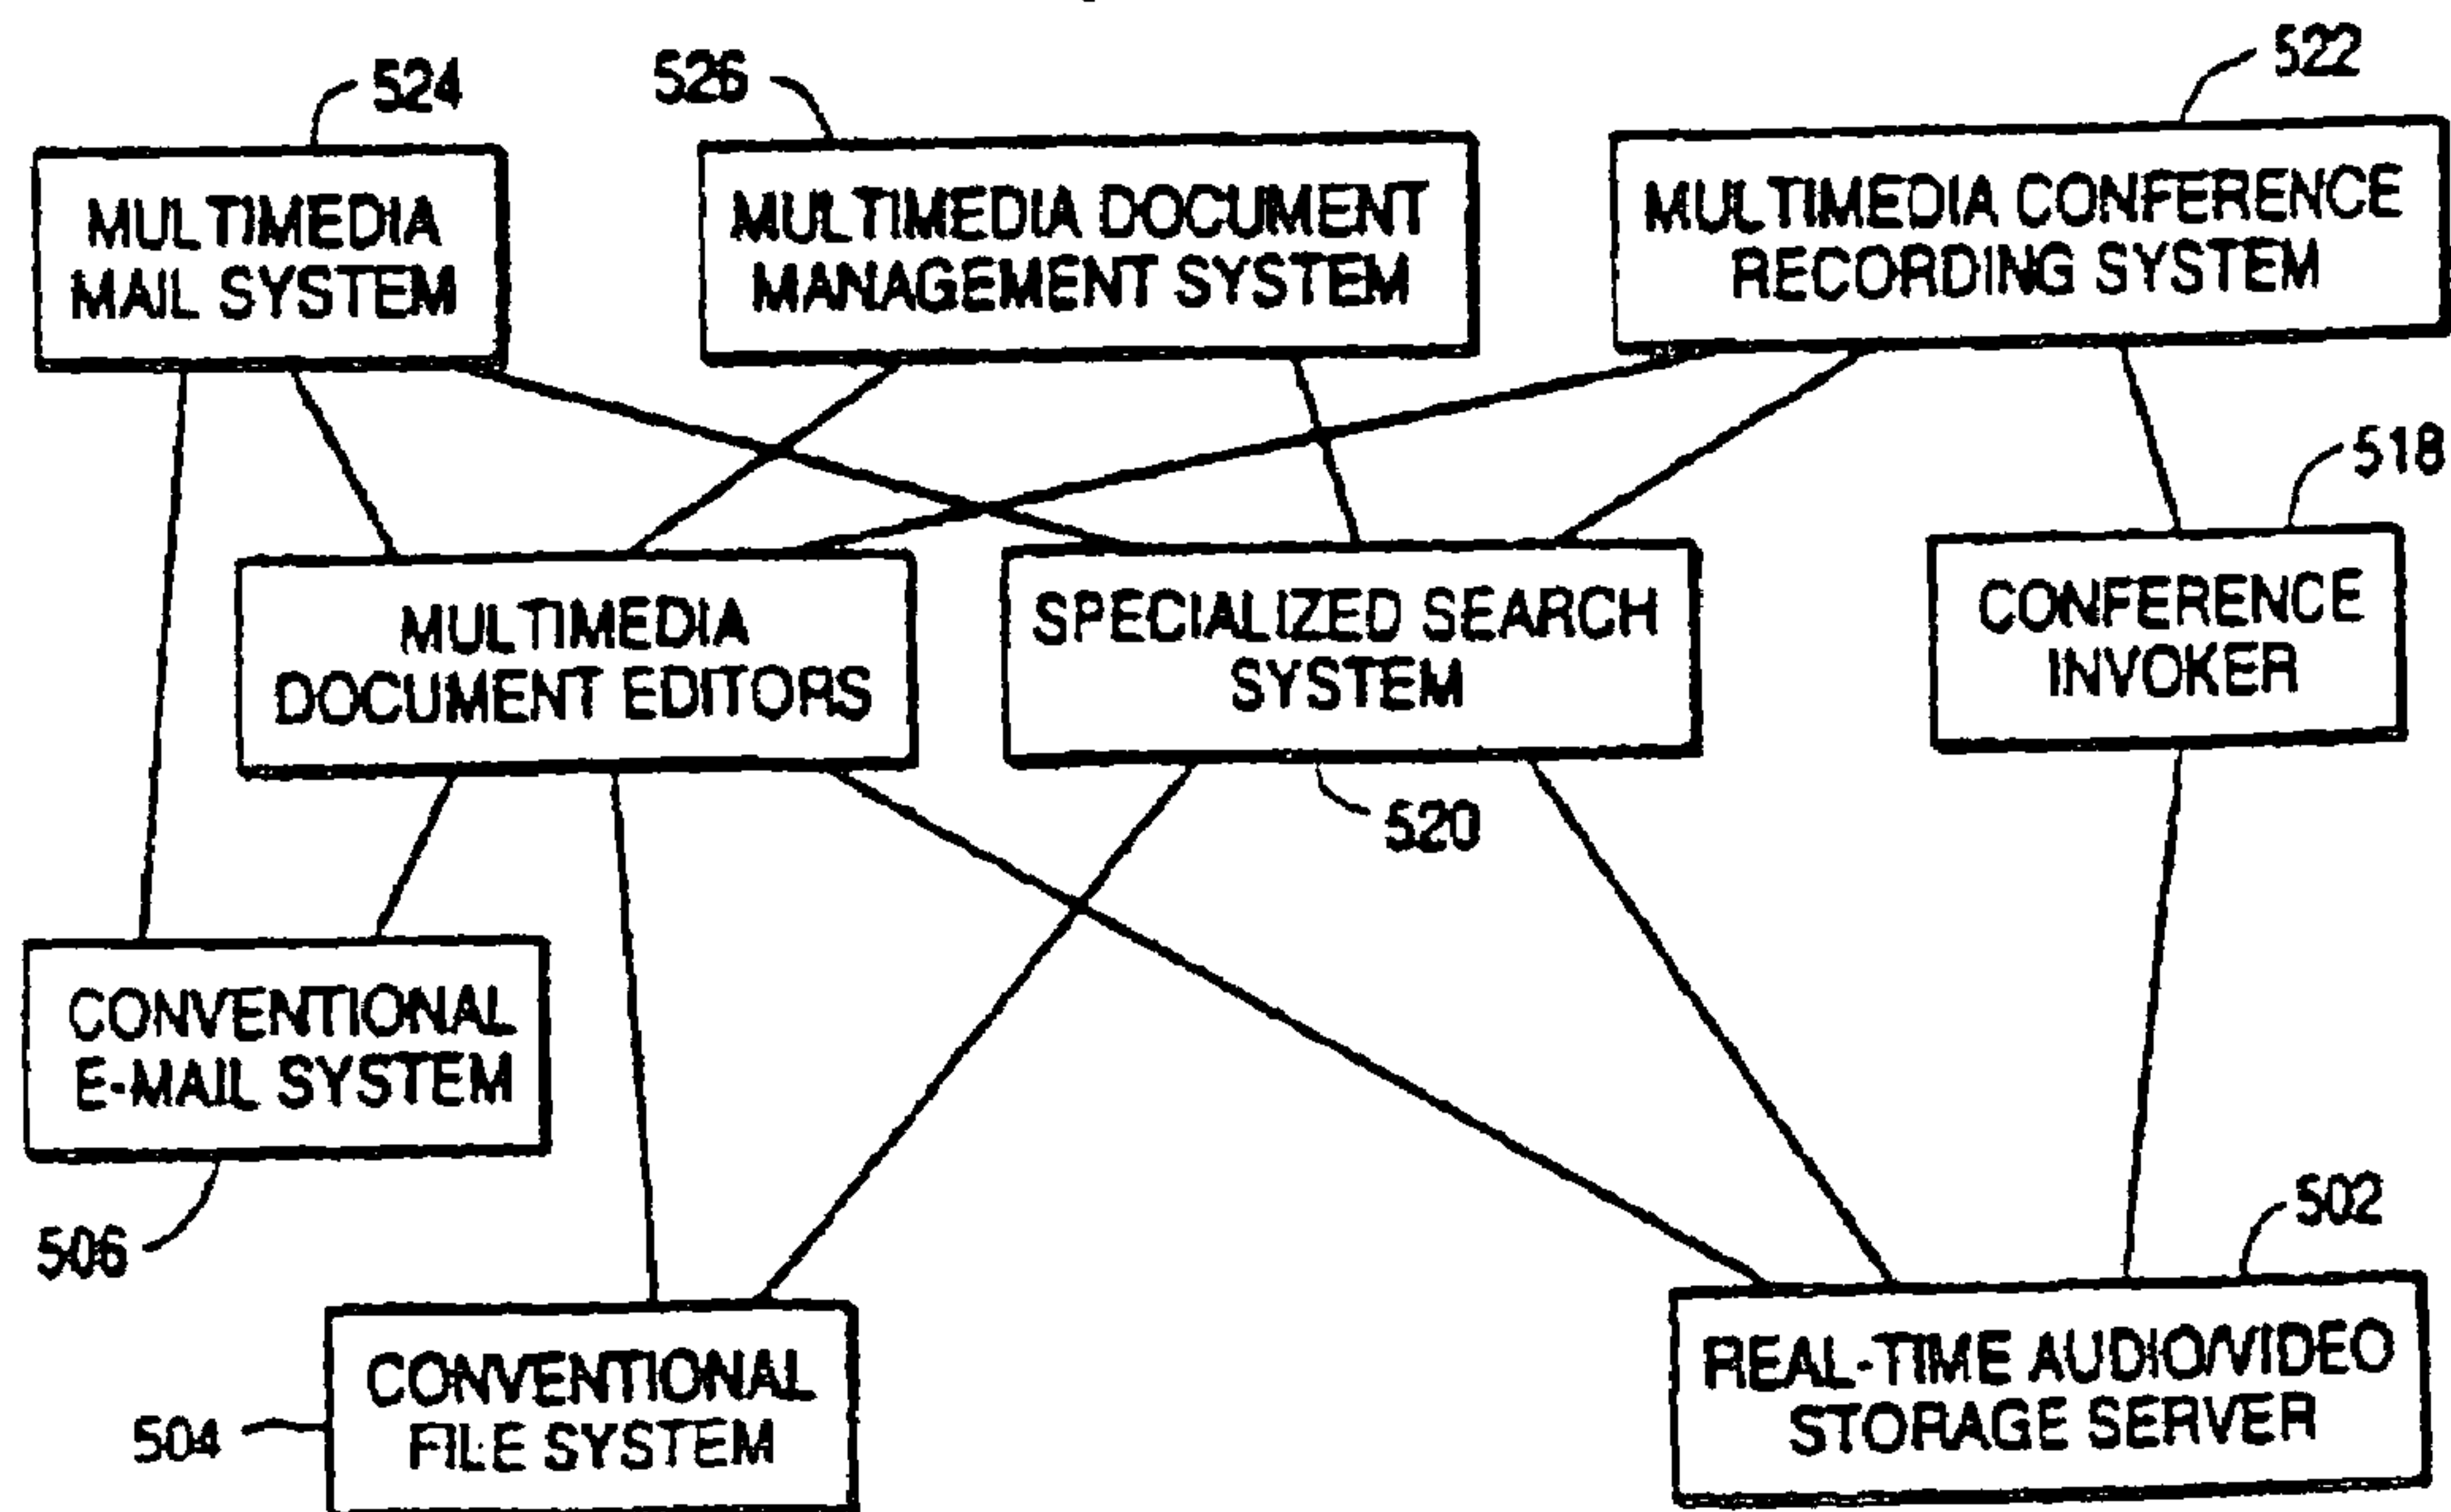 524
526
522
MULTIMEDIA
MAIL SYSTEM
MULTIMEDIA DOCUMENT
MANAGEMENT SYSTEM
MULTIMEDIA CONFERENCE
RECORDING SYSTEM
518
MULTIMEDIA
DOCUMENT EDITORS
SPECIALIZED SEARCH
SYSTEM
CONFERENCE
INVOKER
520
CONVENTIONAL
E-MAIL SYSTEM
506
502
CONVENTIONAL
FILE SYSTEM
504
REAL-TIME AUDIO/VIDEO
STORAGE SERVER